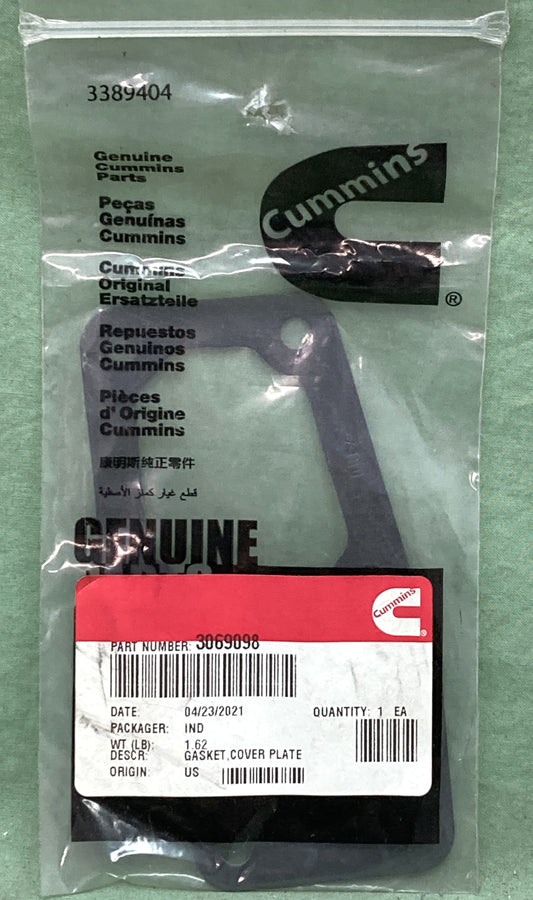 3389404
Cummins
®
Genuine
Cummins
Parts
Peças
Genuínas
Cummins
Cummins
Original
Ersatzteile
Repuestos
Genuinos
Cummins
Pièces
d'Origine
Cummins
康明斯纯正零件
قطع غيار كمنز الأصلية
GENUINE
PARTS
Cummins
®
PART NUMBER: 3069098
DATE: 04/23/2021 QUANTITY: 1 EA
PACKAGER: IND
WT (LB): 1.62
DESCR: GASKET,COVER PLATE
ORIGIN: US